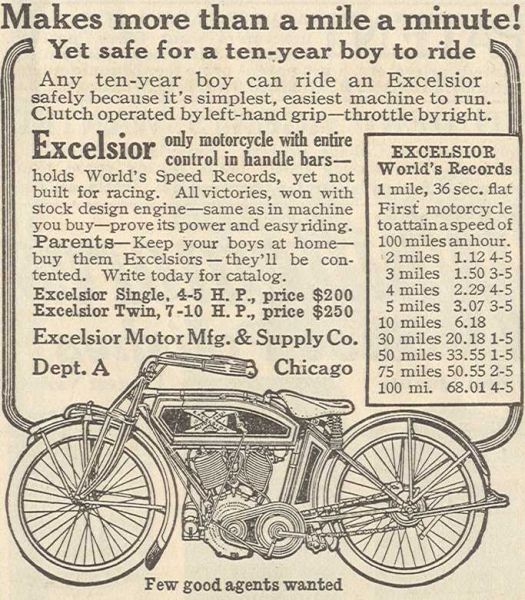 Makes more than a mile a minute!
Yet safe for a ten-year boy to ride
Any ten-year boy can ride an Excelsior
safely because it's simplest, easiest machine to run.
Clutch operated by left-hand grip—throttle by right.
Excelsior only motorcycle with entire
control in handle bars—
holds World's Speed Records, yet not
built for racing. All victories, won with
stock design engine—same as in machine
you buy—prove its power and easy riding.
Parents—Keep your boys at home—
buy them Excelsiors—they'll be con-
tented. Write today for catalog.
Excelsior Single, 4-5 H. P., price $200
Excelsior Twin, 7-10 H. P., price $250
Excelsior Motor Mfg. & Supply Co.
Dept. A Chicago
EXCELSIOR
World's Records
1 mile, 36 sec. flat
First motorcycle
to attain a speed of
100 miles an hour.
2 miles 1.12 4-5
3 miles 1.50 3-5
4 miles 2.29 4-5
5 miles 3.07 3-5
10 miles 6.18
30 miles 20.18 1-5
50 miles 33.55 1-5
75 miles 50.55 2-5
100 mi. 68.01 4-5
Few good agents wanted